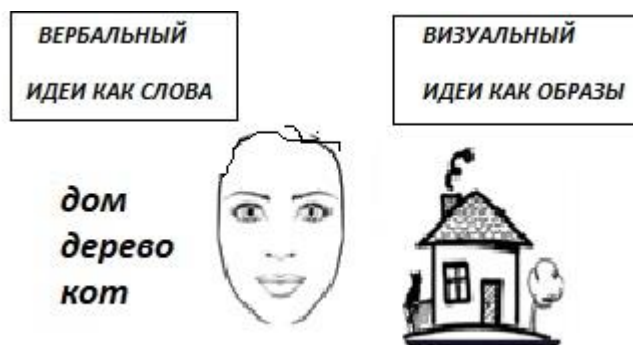 ВЕРБАЛЬНЫЙ
ИДЕИ КАК СЛОВА
ВИЗУАЛЬНЫЙ
ИДЕИ КАК ОБРАЗЫ
дом
дерево
кот